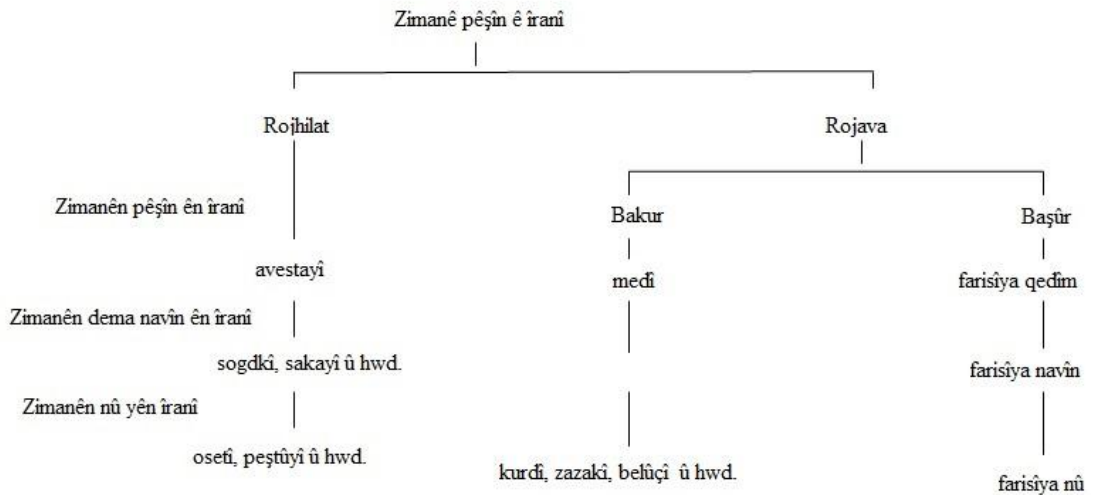 Zimanê pêşîn ê îranî
Rojhilat
Rojava
Zimanên pêşîn ên îranî
Bakur
Başûr
avestayî
medî
farisîya qedîm
Zimanên dema navîn ên îranî
sogdkî, sakayî û hwd.
farisîya navîn
Zimanên nû yên îranî
osetî, peştûyî û hwd.
kurdî, zazakî, belûçî û hwd.
farisîya nû